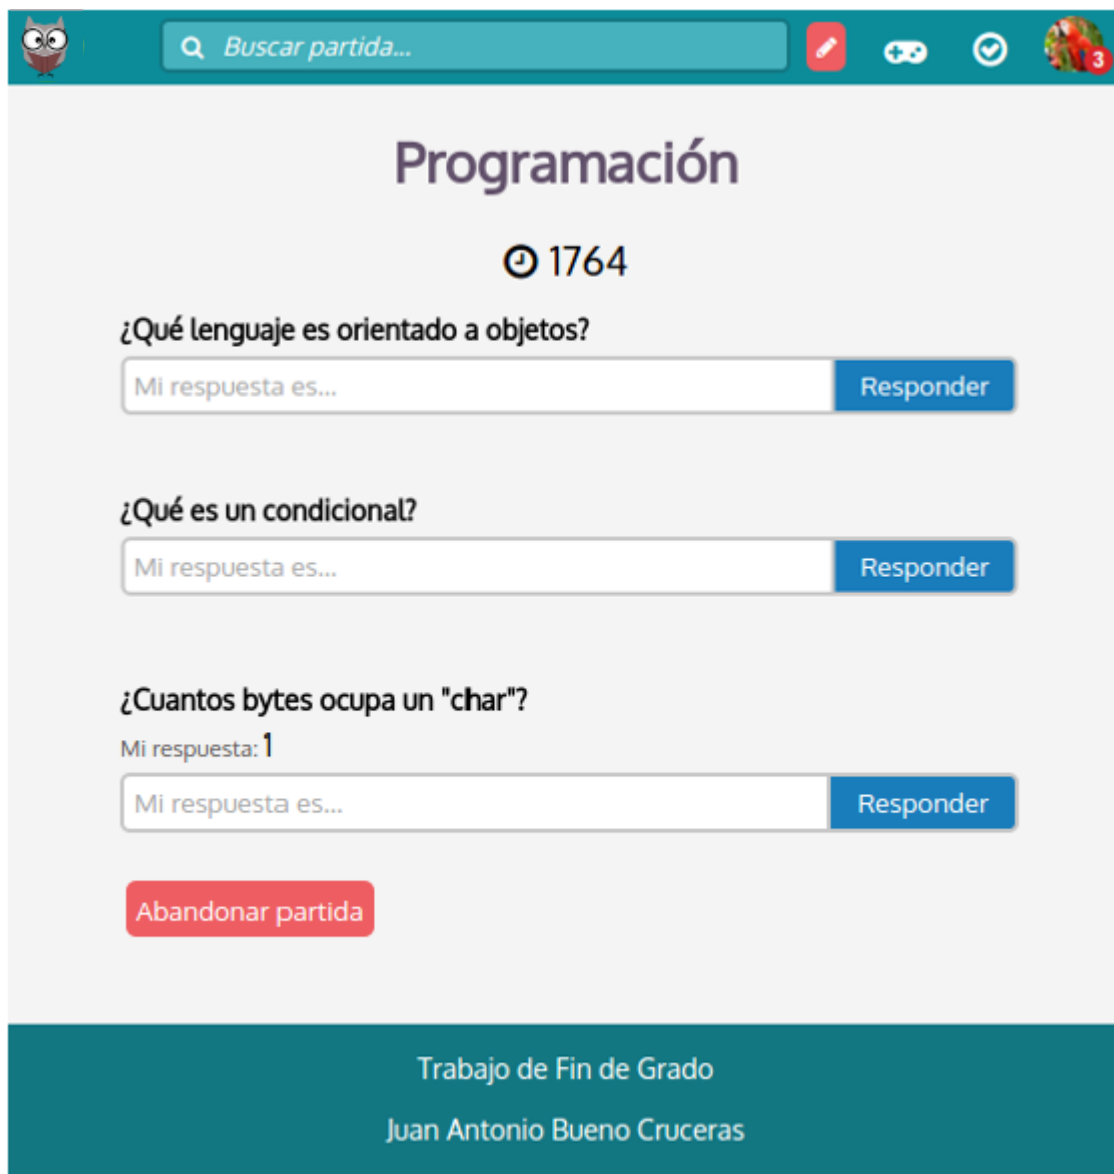 Buscar partida...
3
Programación
1764
¿Qué lenguaje es orientado a objetos?
Mi respuesta es...
Responder
¿Qué es un condicional?
Mi respuesta es...
Responder
¿Cuantos bytes ocupa un "char"?
Mi respuesta: 1
Mi respuesta es...
Responder
Abandonar partida
Trabajo de Fin de Grado
Juan Antonio Bueno Cruceras